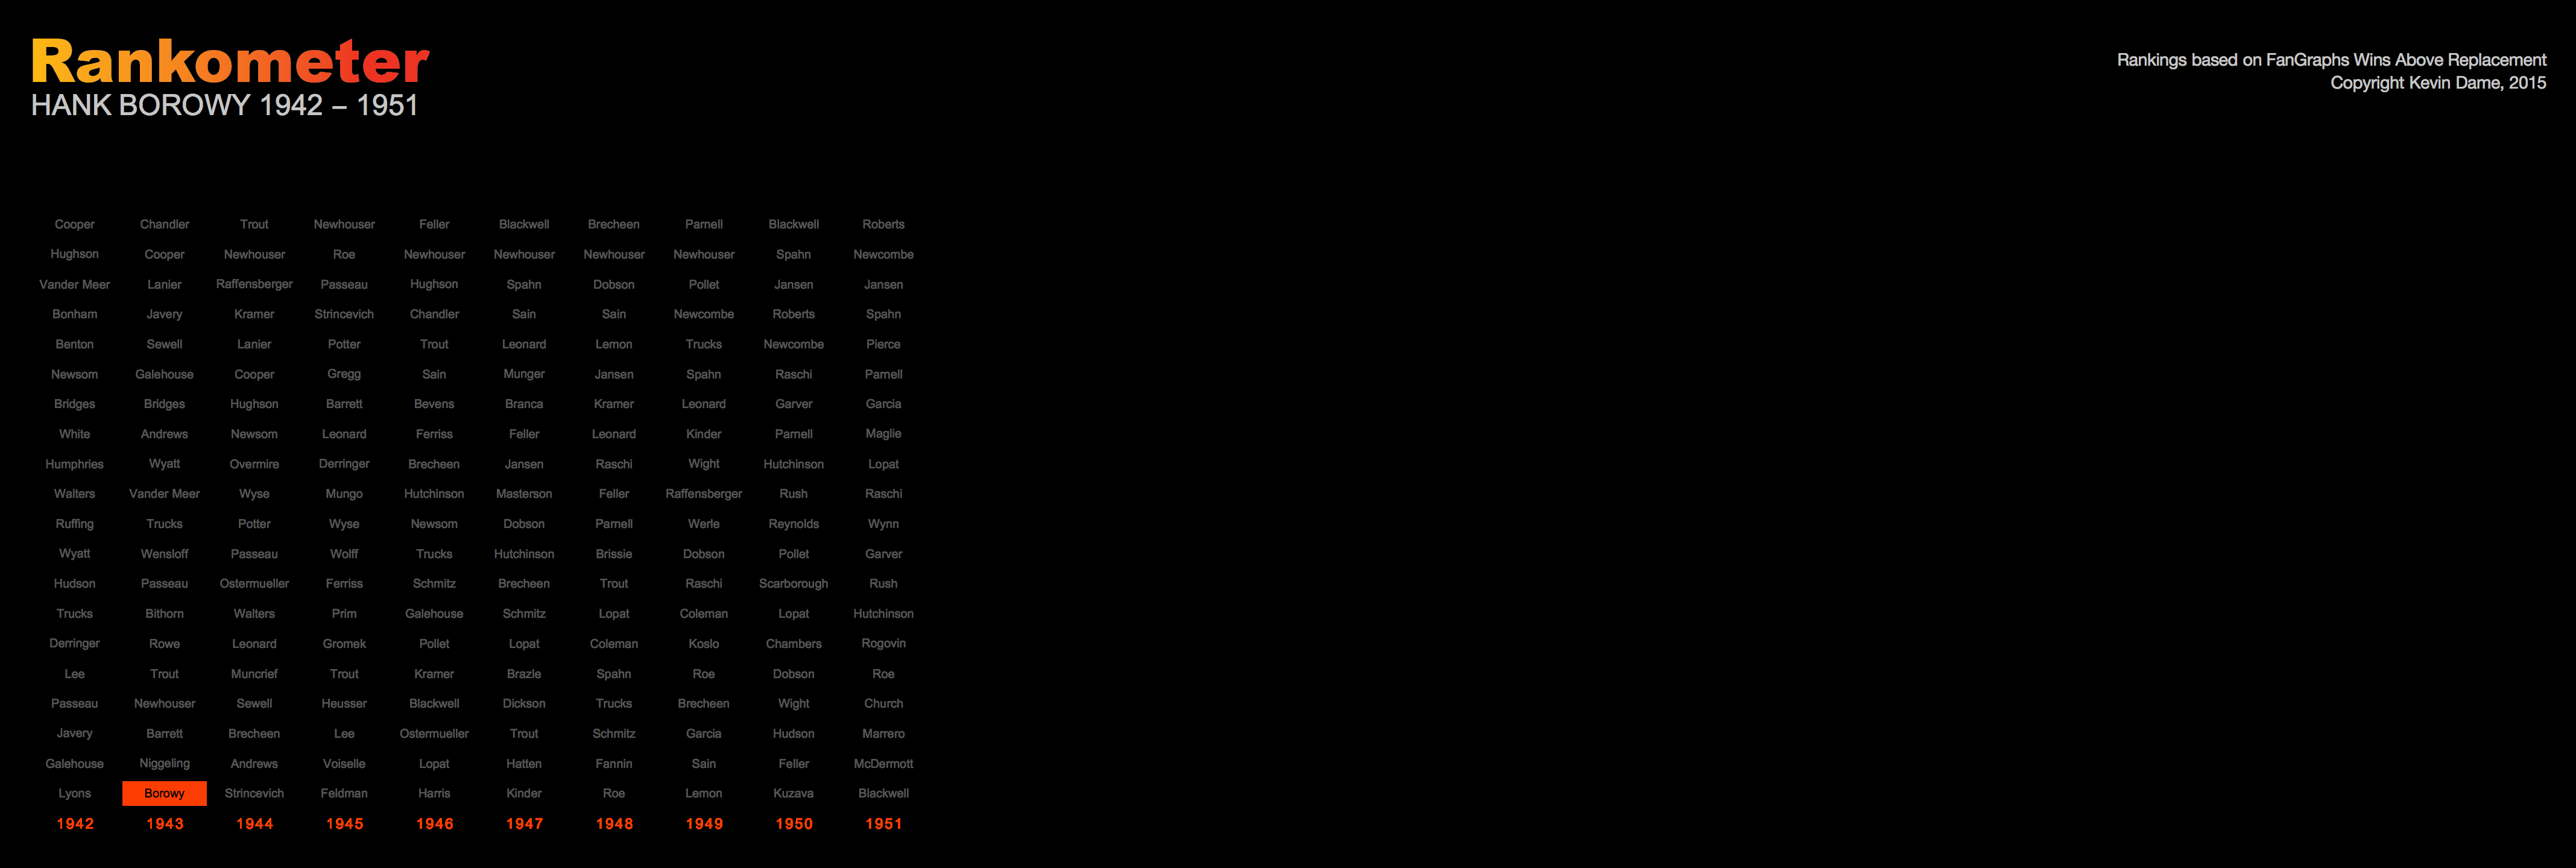 Rankometer
HANK BOROWY 1942 – 1951
Rankings based on FanGraphs Wins Above Replacement
Copyright Kevin Dame, 2015
Cooper Chandler Trout Newhouser Feller Blackwell Brecheen Parnell Blackwell Roberts
Hughson Cooper Newhouser Roe Newhouser Newhouser Newhouser Newhouser Spahn Newcombe
Vander Meer Lanier Raffensberger Passeau Hughson Spahn Dobson Pollet Jansen Jansen
Bonham Javery Kramer Strincevich Chandler Sain Sain Newcombe Roberts Spahn
Benton Sewell Lanier Potter Trout Leonard Lemon Trucks Newcombe Pierce
Newsom Galehouse Cooper Gregg Sain Munger Jansen Spahn Raschi Parnell
Bridges Bridges Hughson Barrett Bevens Branca Kramer Leonard Garver Garcia
White Andrews Newsom Leonard Ferriss Feller Leonard Kinder Parnell Maglie
Humphries Wyatt Overmire Derringer Brecheen Jansen Raschi Wight Hutchinson Lopat
Walters Vander Meer Wyse Mungo Hutchinson Masterson Feller Raffensberger Rush Raschi
Ruffing Trucks Potter Wyse Newsom Dobson Parnell Werle Reynolds Wynn
Wyatt Wensloff Passeau Wolff Trucks Hutchinson Brissie Dobson Pollet Garver
Hudson Passeau Ostermueller Ferriss Schmitz Brecheen Trout Raschi Scarborough Rush
Trucks Bithorn Walters Prim Galehouse Schmitz Lopat Coleman Lopat Hutchinson
Derringer Rowe Leonard Gromek Pollet Lopat Coleman Koslo Chambers Rogovin
Lee Trout Muncrief Trout Kramer Brazle Spahn Roe Dobson Roe
Passeau Newhouser Sewell Heusser Blackwell Dickson Trucks Brecheen Wight Church
Javery Barrett Brecheen Lee Ostermueller Trout Schmitz Garcia Hudson Marrero
Galehouse Niggeling Andrews Voiselle Lopat Hatten Fannin Sain Feller McDermott
Lyons Borowy Strincevich Feldman Harris Kinder Roe Lemon Kuzava Blackwell
1942 1943 1944 1945 1946 1947 1948 1949 1950 1951